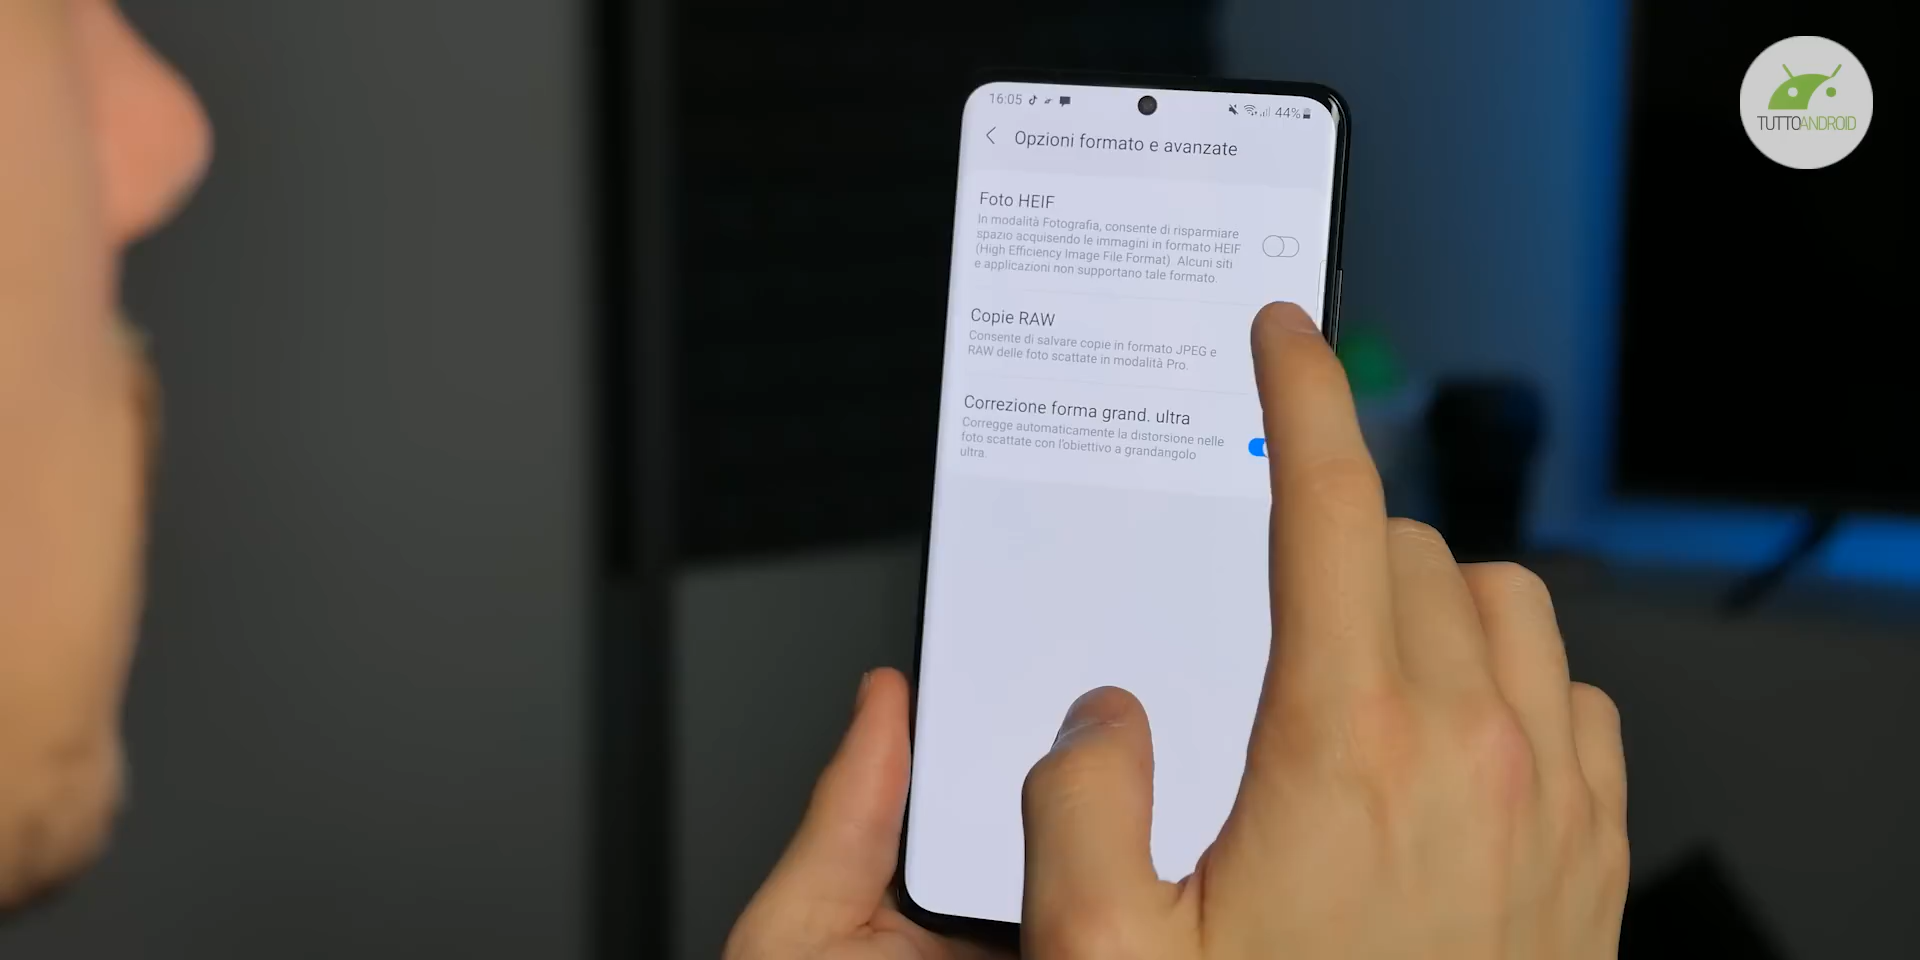 16:05
44%
TUTTOANDROID
Opzioni formato e avanzate
Foto HEIF
In modalità Fotografia, consente di risparmiare
spazio acquisendo le immagini in formato HEIF
(High Efficiency Image File Format). Alcuni siti
e applicazioni non supportano tale formato.
Copie RAW
Consente di salvare copie in formato JPEG e
RAW delle foto scattate in modalità Pro.
Correzione forma grand. ultra
Corregge automaticamente la distorsione nelle
foto scattate con l'obiettivo a grandangolo
ultra.